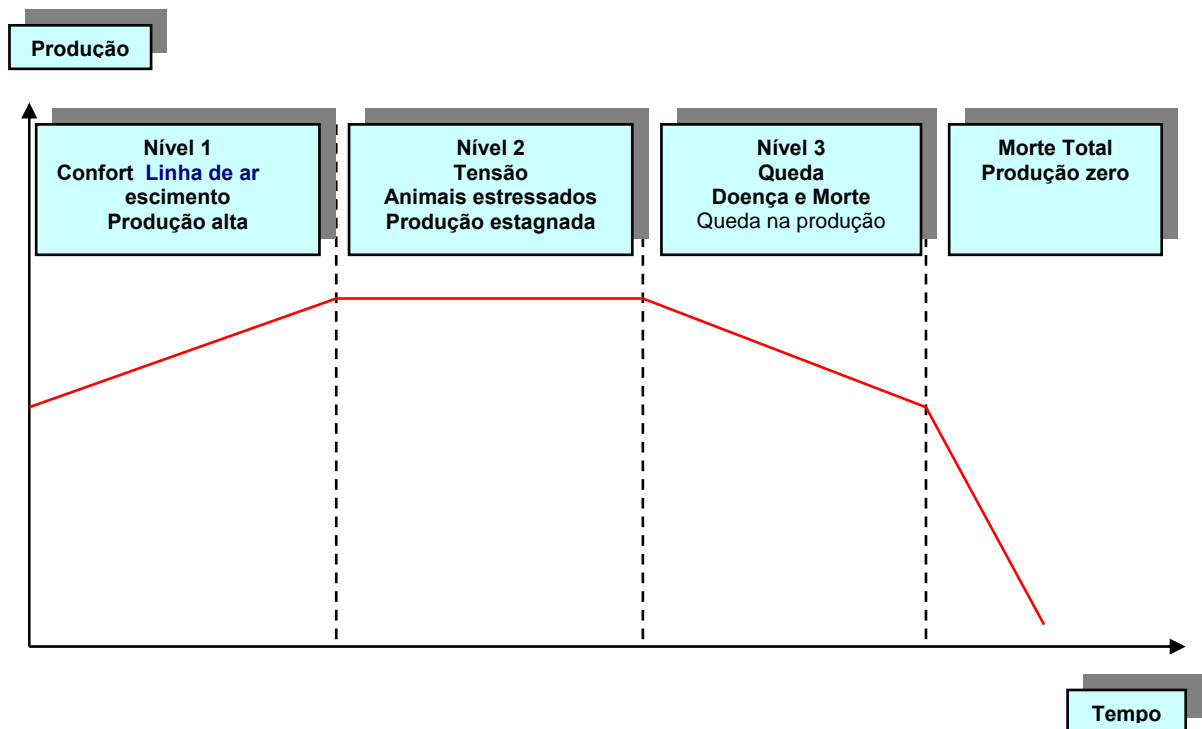 Produção
Nível 1
Confort Linha de ar
escimento
Produção alta
Nível 2
Tensão
Animais estressados
Produção estagnada
Nível 3
Queda
Doença e Morte
Queda na produção
Morte Total
Produção zero
Tempo